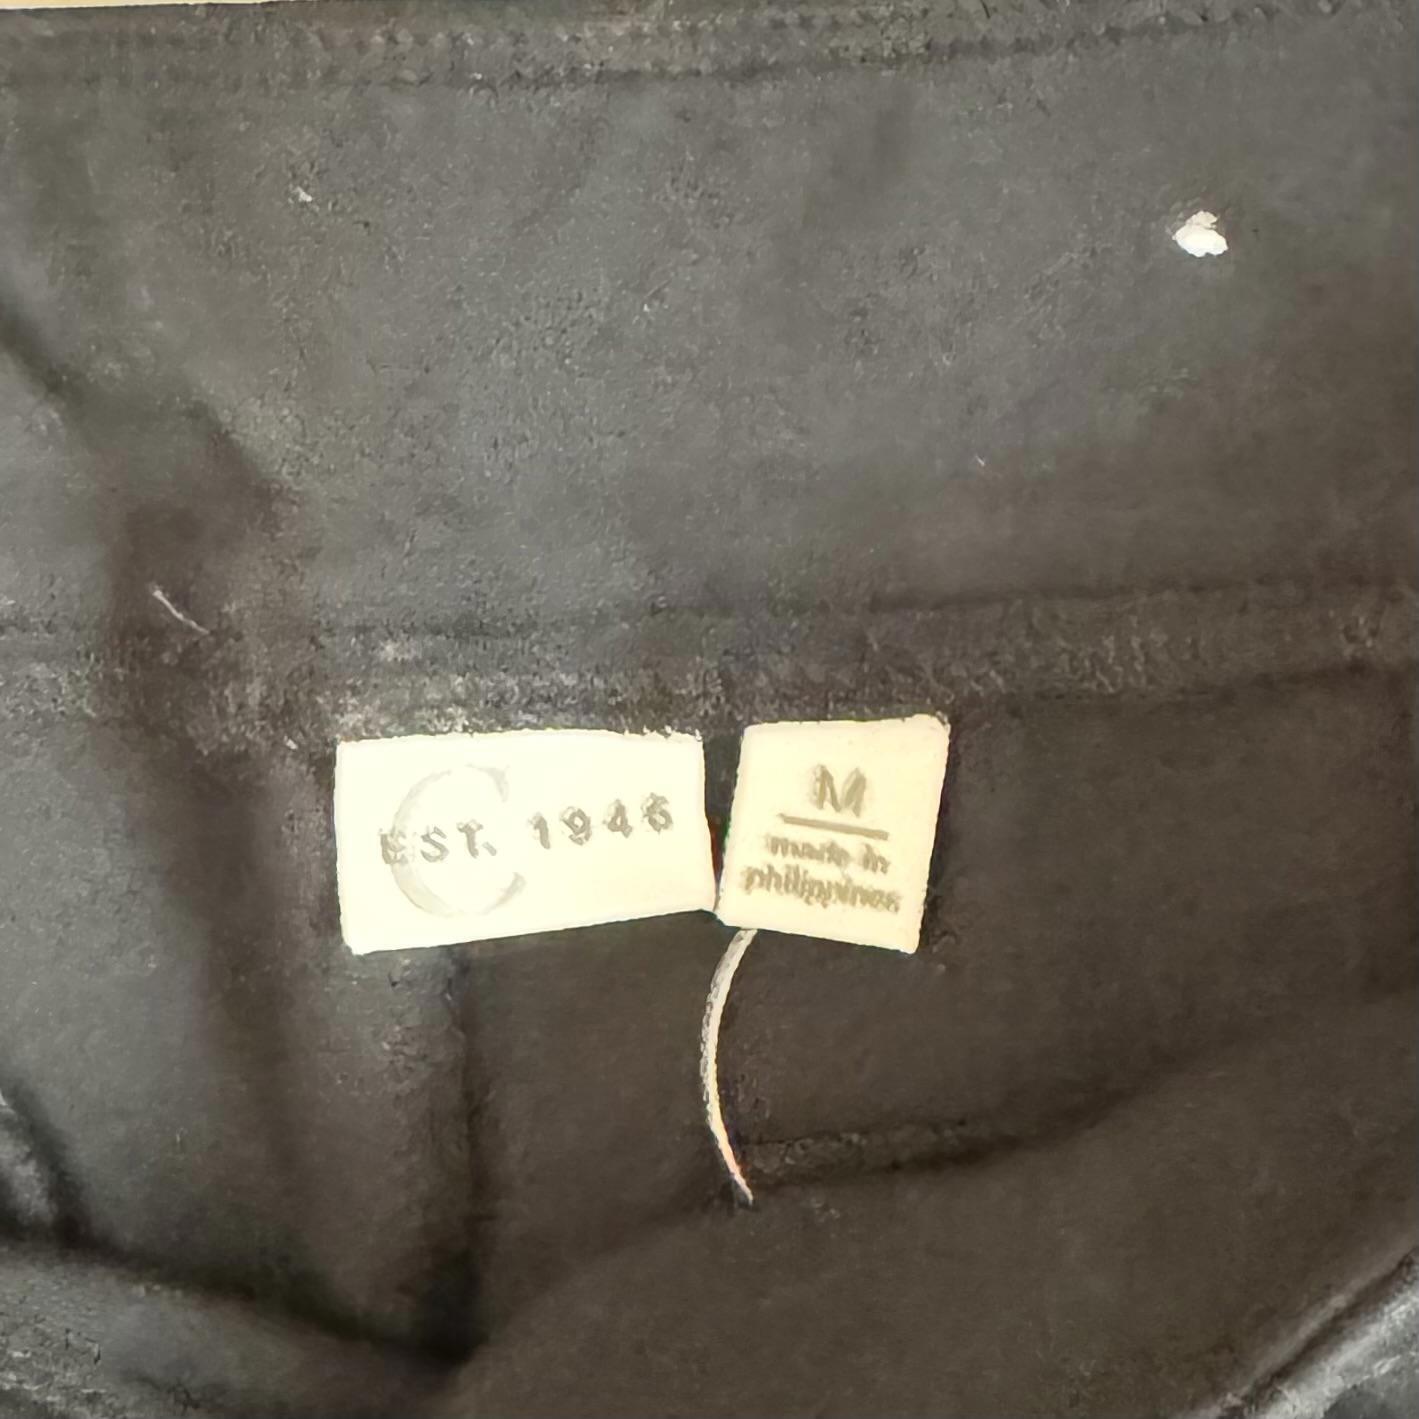 C
EST. 1946
M
made in
philippines